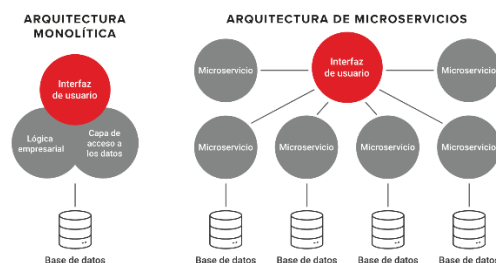 ARQUITECTURA
MONOLÍTICA
ARQUITECTURA DE MICROSERVICIOS
Interfaz
de usuario
Lógica
empresarial
Capa de
acceso a
los datos
Base de datos
Microservicio
Interfaz
de usuario
Microservicio
Microservicio
Microservicio
Microservicio
Microservicio
Base de datos
Base de datos
Base de datos
Base de datos